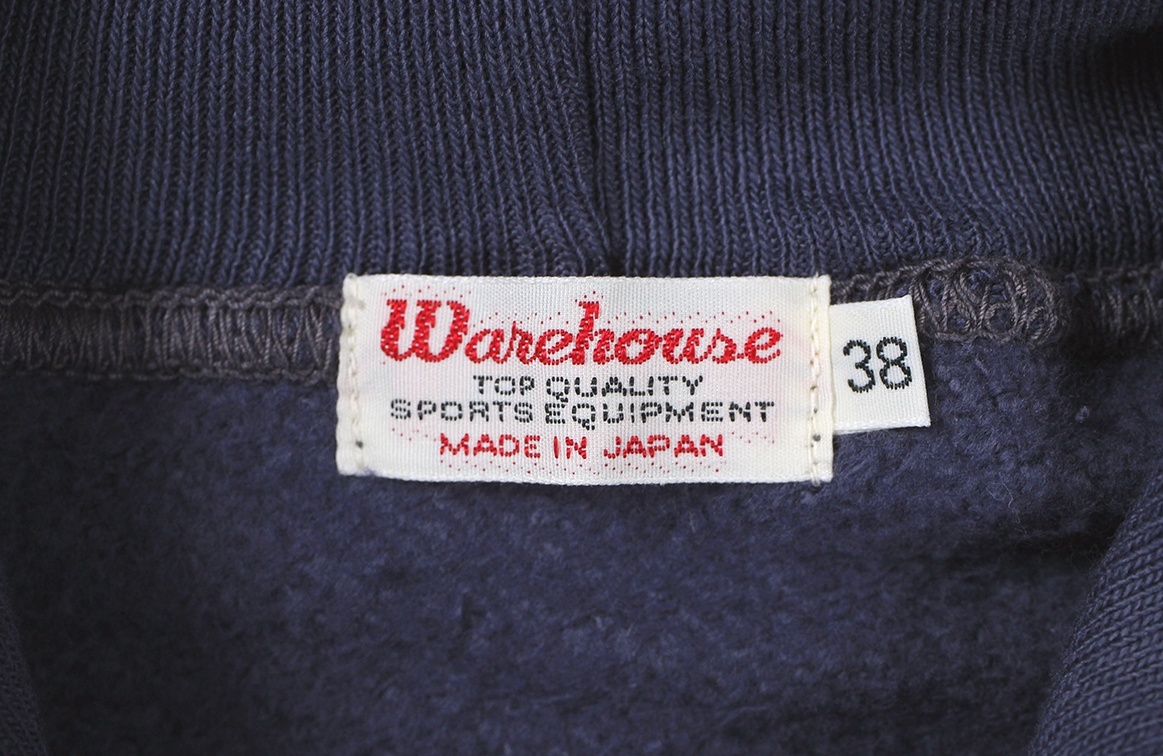 Warehouse
TOP QUALITY
SPORTS EQUIPMENT
MADE IN JAPAN
38